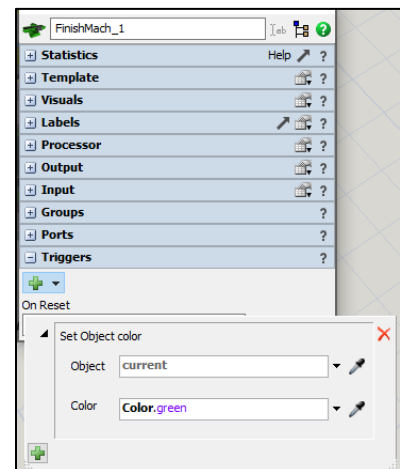 FinishMach_1
Statistics Help ?
Template ?
Visuals ?
Labels ?
Processor ?
Output ?
Input ?
Groups ?
Ports ?
Triggers ?
On Reset
Set Object color
Object current
Color Color.green